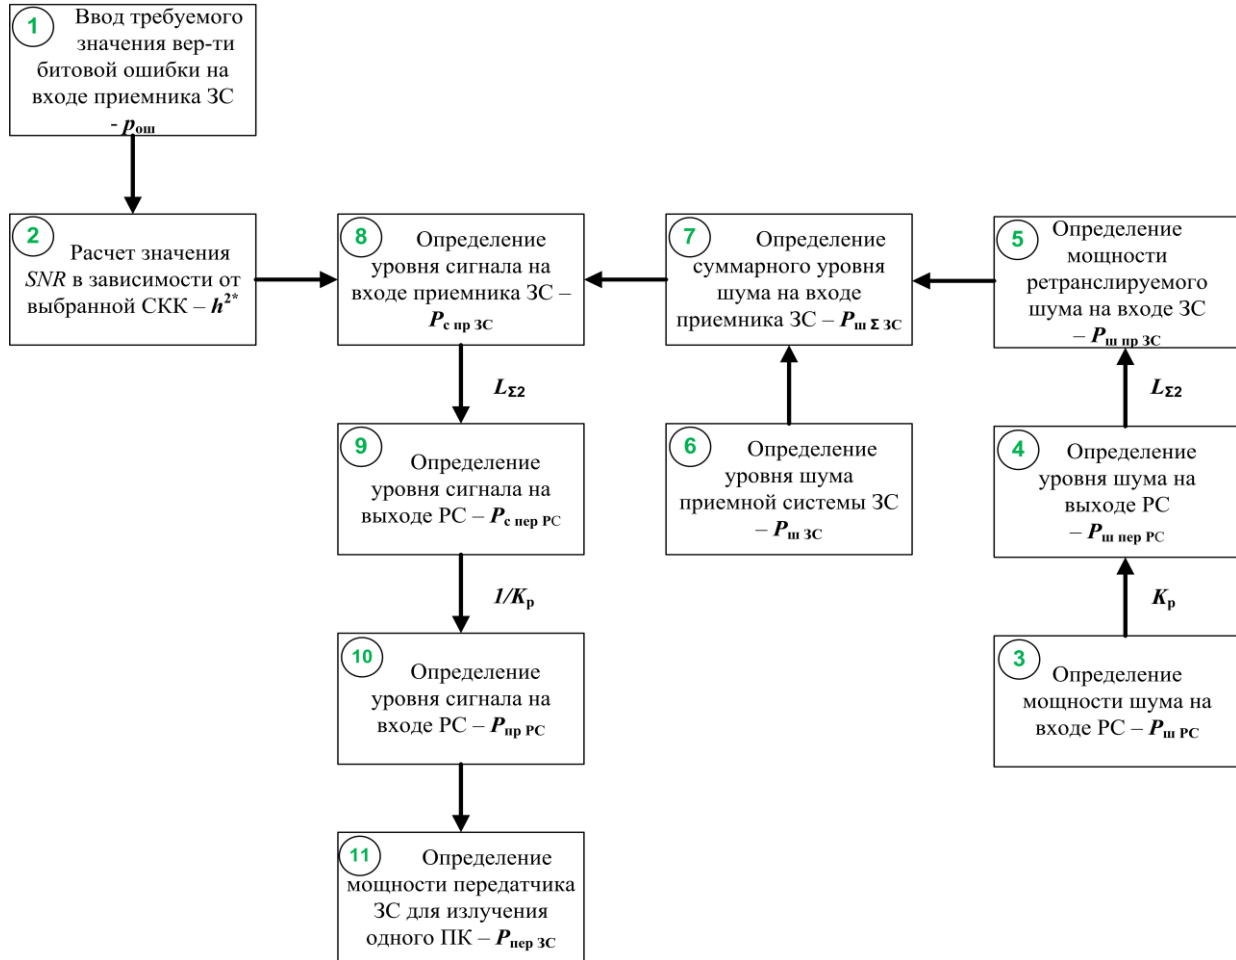 1
Ввод требуемого
значения вер-ти
битовой ошибки на
входе приемника ЗС
- pош
2
Расчет значения
SNR в зависимости от
выбранной СКК – h²*
8
Определение
уровня сигнала на
входе приемника ЗС –
Pс пр ЗС
7
Определение
суммарного уровня
шума на входе
приемника ЗС – Pш Σ ЗС
5
Определение
мощности
ретранслируемого
шума на входе ЗС
– Pш пр ЗС
LΣ2
LΣ2
9
Определение
уровня сигнала на
выходе РС – Pс пер РС
6
Определение
уровня шума
приемной системы ЗС
– Pш ЗС
4
Определение
уровня шума на
выходе РС
– Pш пер РС
1/Kр
Kр
10
Определение
уровня сигнала на
входе РС – Pпр РС
3
Определение
мощности шума на
входе РС – Pш РС
11
Определение
мощности передатчика
ЗС для излучения
одного ПК – Pпер ЗС